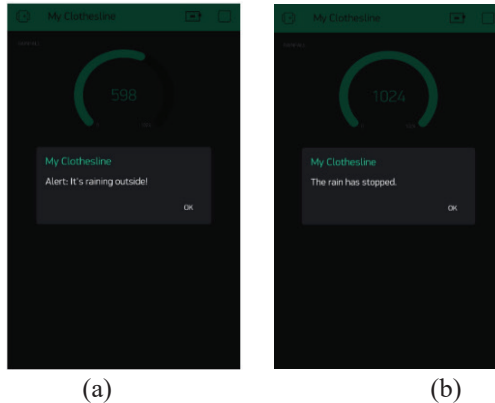 My Clothesline
598
My Clothesline
Alert: It's raining outside!
OK
(a)
My Clothesline
1024
My Clothesline
The rain has stopped.
OK
(b)